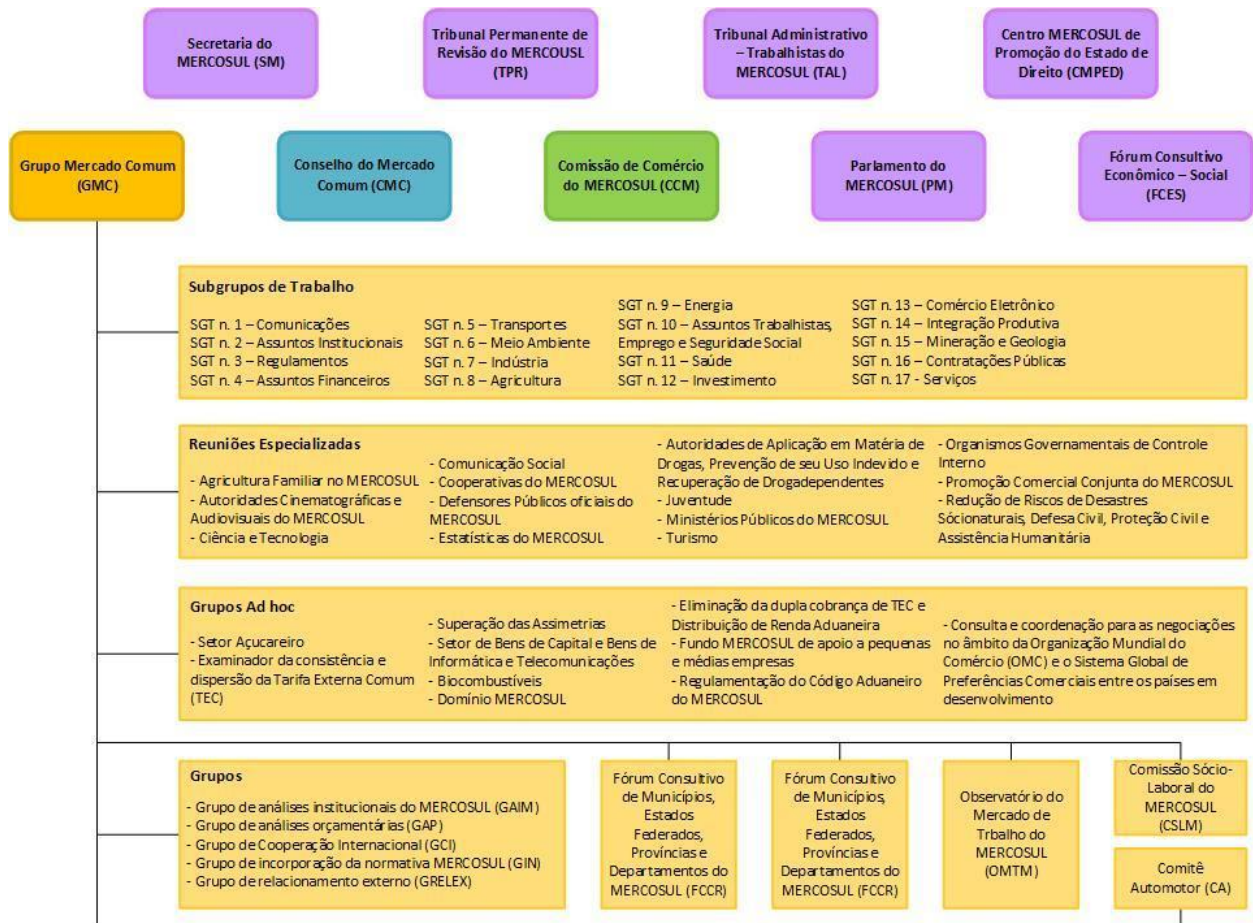 Secretaria do
MERCOSUL (SM)
Tribunal Permanente de
Revisão do MERCOUSL
(TPR)
Tribunal Administrativo
– Trabalhistas do
MERCOSUL (TAL)
Centro MERCOSUL de
Promoção do Estado de
Direito (CMPED)
Grupo Mercado Comum
(GMC)
Conselho do Mercado
Comum (CMC)
Comissão de Comércio
do MERCOSUL (CCM)
Parlamento do
MERCOSUL (PM)
Fórum Consultivo
Econômico – Social
(FCES)
Subgrupos de Trabalho
SGT n. 1 – Comunicações
SGT n. 2 – Assuntos Institucionais
SGT n. 3 – Regulamentos
SGT n. 4 – Assuntos Financeiros
SGT n. 5 – Transportes
SGT n. 6 – Meio Ambiente
SGT n. 7 – Indústria
SGT n. 8 – Agricultura
SGT n. 9 – Energia
SGT n. 10 – Assuntos Trabalhistas,
Emprego e Seguridade Social
SGT n. 11 – Saúde
SGT n. 12 – Investimento
SGT n. 13 – Comércio Eletrônico
SGT n. 14 – Integração Produtiva
SGT n. 15 – Mineração e Geologia
SGT n. 16 – Contratações Públicas
SGT n. 17 - Serviços
Reuniões Especializadas
- Agricultura Familiar no MERCOSUL
- Autoridades Cinematográficas e
Audiovisuais do MERCOSUL
- Ciência e Tecnologia
- Comunicação Social
- Cooperativas do MERCOSUL
- Defensores Públicos oficiais do
MERCOSUL
- Estatísticas do MERCOSUL
- Autoridades de Aplicação em Matéria de
Drogas, Prevenção de seu Uso Indevido e
Recuperação de Drogadependentes
- Juventude
- Ministérios Públicos do MERCOSUL
- Turismo
- Organismos Governamentais de Controle
Interno
- Promoção Comercial Conjunta do MERCOSUL
- Redução de Riscos de Desastres
Sócionaturais, Defesa Civil, Proteção Civil e
Assistência Humanitária
Grupos Ad hoc
- Setor Açucareiro
- Examinador da consistência e
dispersão da Tarifa Externa Comum
(TEC)
- Superação das Assimetrias
- Setor de Bens de Capital e Bens de
Informática e Telecomunicações
- Biocombustíveis
- Domínio MERCOSUL
- Eliminação da dupla cobrança de TEC e
Distribuição de Renda Aduaneira
- Fundo MERCOSUL de apoio a pequenas
e médias empresas
- Regulamentação do Código Aduaneiro
do MERCOSUL
- Consulta e coordenação para as negociações
no âmbito da Organização Mundial do
Comércio (OMC) e o Sistema Global de
Preferências Comerciais entre os países em
desenvolvimento
Grupos
- Grupo de análises institucionais do MERCOSUL (GAIM)
- Grupo de análises orçamentárias (GAP)
- Grupo de Cooperação Internacional (GCI)
- Grupo de incorporação da normativa MERCOSUL (GIN)
- Grupo de relacionamento externo (GRELEX)
Fórum Consultivo
de Municípios,
Estados
Federados,
Províncias e
Departamentos do
MERCOSUL (FCCR)
Fórum Consultivo
de Municípios,
Estados
Federados,
Províncias e
Departamentos do
MERCOSUL (FCCR)
Observatório do
Mercado de
Trbalho do
MERCOSUL
(OMTM)
Comissão Sócio-
Laboral do
MERCOSUL
(CSLM)
Comitê
Automotor (CA)